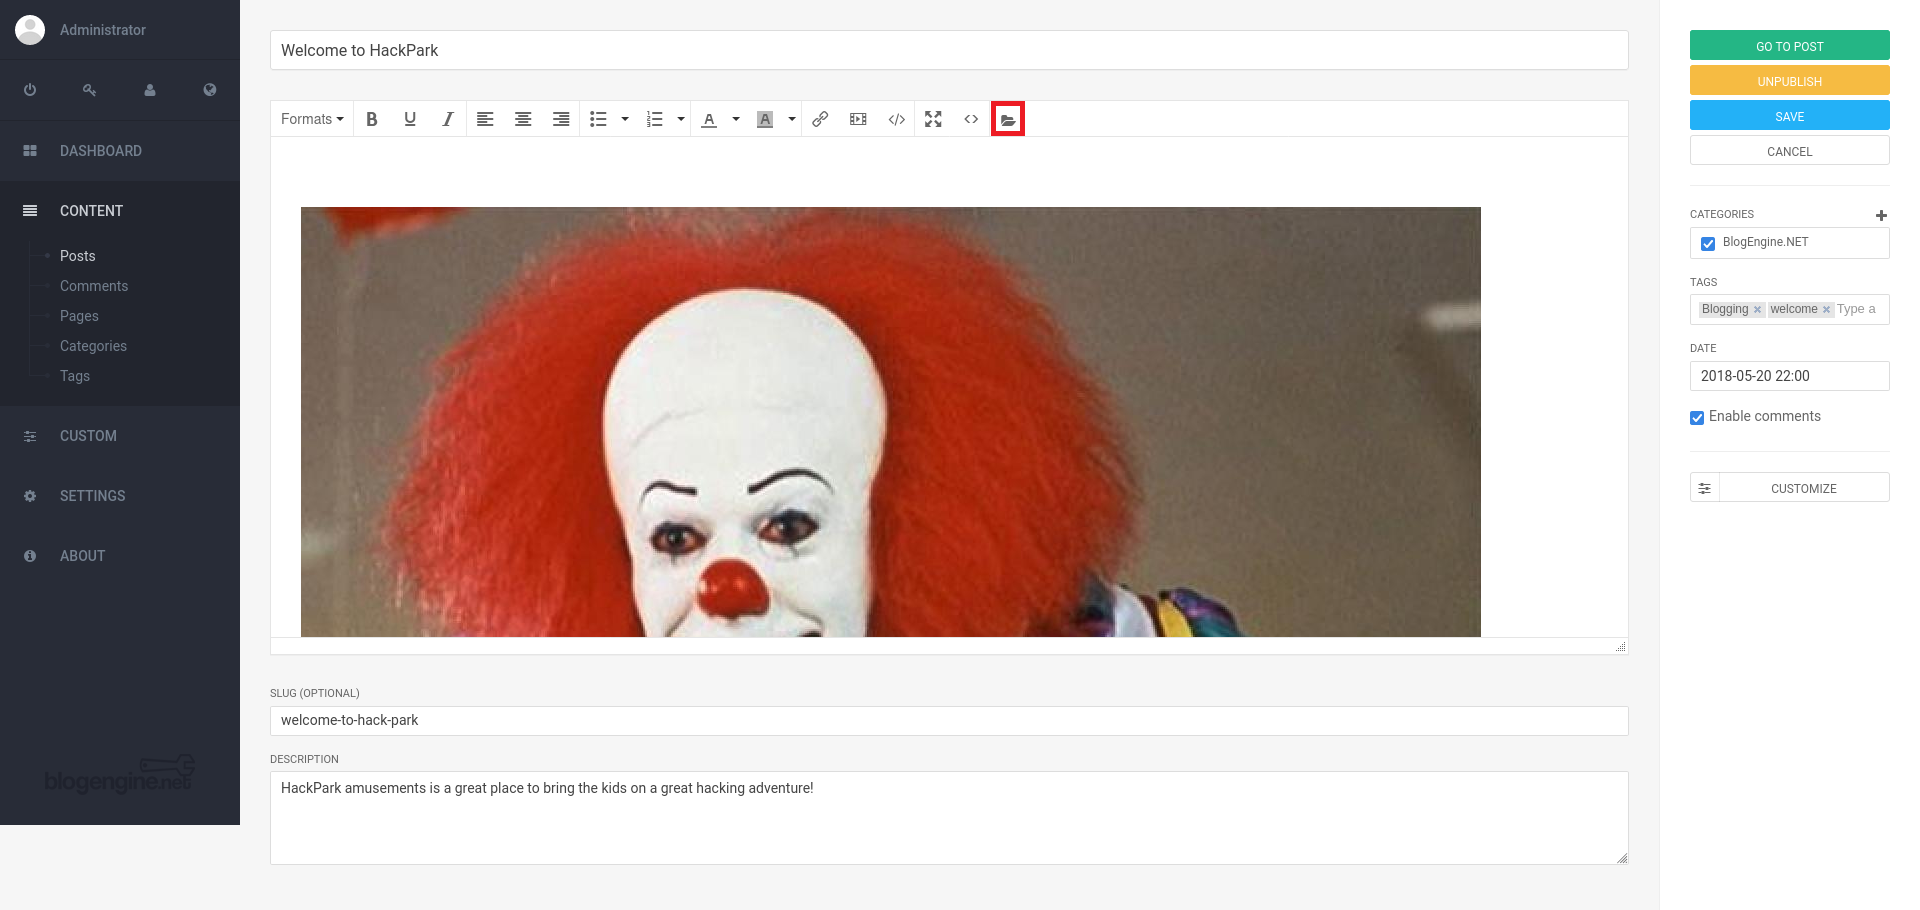 Administrator
DASHBOARD
CONTENT
Posts
Comments
Pages
Categories
Tags
CUSTOM
SETTINGS
ABOUT
blogengine.net
Welcome to HackPark
Formats
SLUG (OPTIONAL)
welcome-to-hack-park
DESCRIPTION
HackPark amusements is a great place to bring the kids on a great hacking adventure!
GO TO POST
UNPUBLISH
SAVE
CANCEL
CATEGORIES
BlogEngine.NET
TAGS
Blogging welcome Type a
DATE
2018-05-20 22:00
Enable comments
CUSTOMIZE